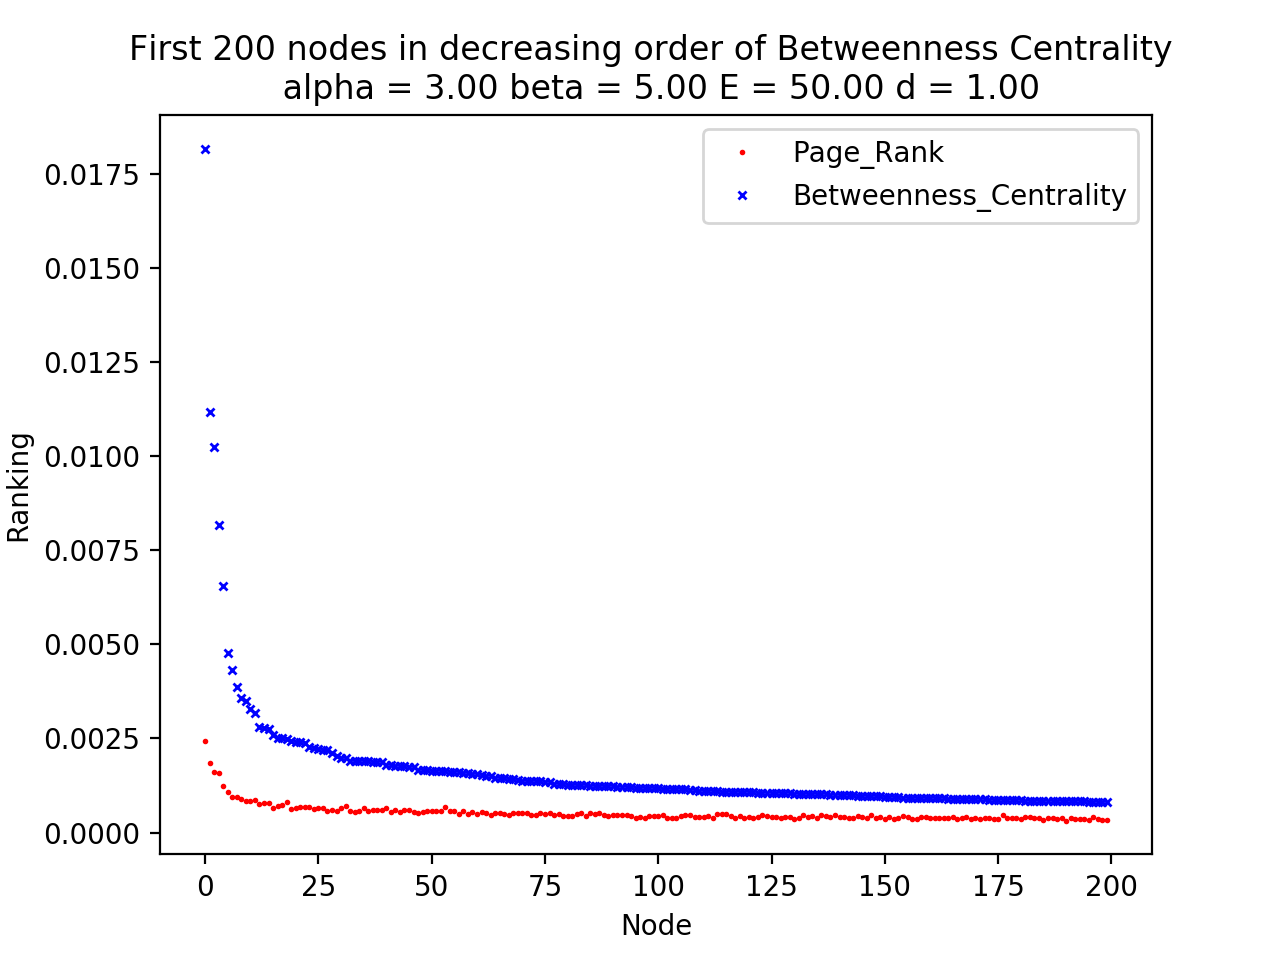 First 200 nodes in decreasing order of Betweenness Centrality
alpha = 3.00 beta = 5.00 E = 50.00 d = 1.00
Page_Rank
Betweenness_Centrality
Ranking
0.0175
0.0150
0.0125
0.0100
0.0075
0.0050
0.0025
0.0000
0 25 50 75 100 125 150 175 200
Node